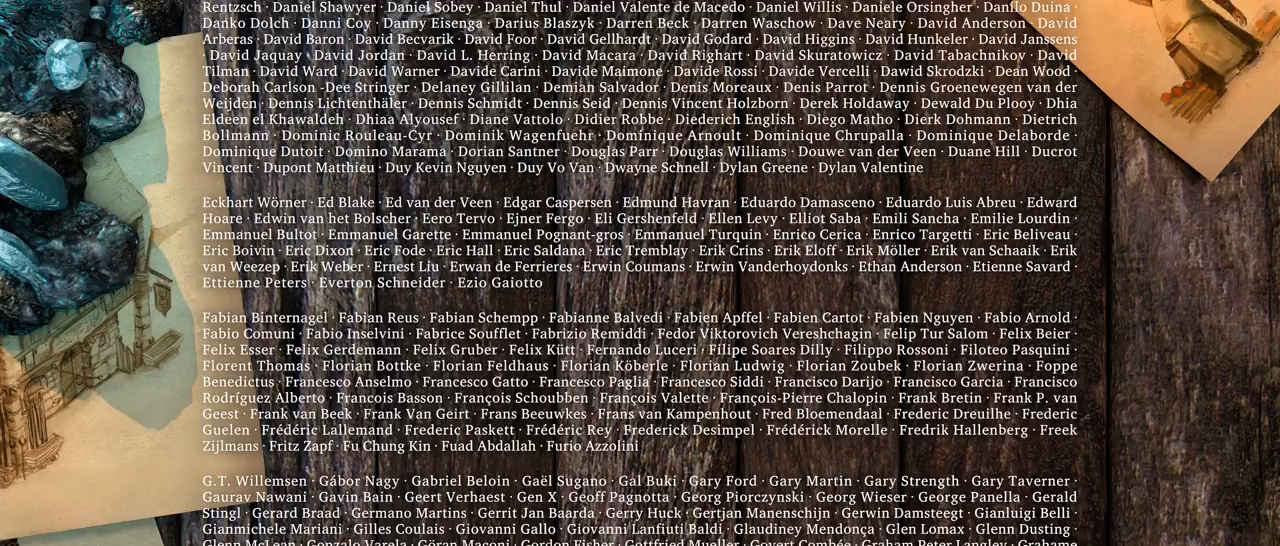 Rentzsch · Daniel Shawyer · Daniel Sobey · Daniel Thul · Daniel Valente de Macedo · Daniel Willis · Daniele Orsingher · Danilo Duina ·
Danko Dolch · Danni Coy · Danny Eisenga · Darius Blaszyk · Darren Beck · Darren Waschow · Dave Neary · David Anderson · David
Arberas · David Baron · David Becvarik · David Foor · David Gellhardt · David Godard · David Higgins · David Hunkeler · David Janssens
· David Jaquay · David Jordan · David L. Herring · David Macara · David Righart · David Skuratowicz · David Tabachnikov · David
Tilman · David Ward · David Warner · Davide Carini · Davide Maimone · Davide Rossi · Davide Vercelli · Dawid Skrodzki · Dean Wood ·
Deborah Carlson -Dee Stringer · Delaney Gillilan · Demian Salvador · Denis Moreaux · Denis Parrot · Dennis Groenewegen van der
Weijden · Dennis Lichtenthäler · Dennis Schmidt · Dennis Seid · Dennis Vincent Holzborn · Derek Holdaway · Dewald Du Plooy · Dhia
Eldeen el Khawaldeh · Dhiaa Alyousef · Diane Vattolo · Didier Robbe · Diederich English · Diego Matho · Dierk Dohmann · Dietrich
Bollmann · Dominic Rouleau-Cyr · Dominik Wagenfuehr · Dominique Arnoult · Dominique Chrupalla · Dominique Delaborde ·
Dominique Dutoit · Domino Marama · Dorian Santner · Douglas Parr · Douglas Williams · Douwe van der Veen · Duane Hill · Ducrot
Vincent · Dupont Matthieu · Duy Kevin Nguyen · Duy Vo Van · Dwayne Schnell · Dylan Greene · Dylan Valentine
Eckhart Wörner · Ed Blake · Ed van der Veen · Edgar Caspersen · Edmund Havran · Eduardo Damasceno · Eduardo Luis Abreu · Edward
Hoare · Edwin van het Bolscher · Eero Tervo · Ejner Fergo · Eli Gershenfeld · Ellen Levy · Elliot Saba · Emili Sancha · Emilie Lourdin ·
Emmanuel Bultot · Emmanuel Garette · Emmanuel Pognant-gros · Emmanuel Turquin · Enrico Cerica · Enrico Targetti · Eric Beliveau ·
Eric Boivin · Eric Dixon · Eric Fode · Eric Hall · Eric Saldana · Eric Tremblay · Erik Crins · Erik Eloff · Erik Möller · Erik van Schaaik · Erik
van Weezep · Erik Weber · Ernest Liu · Erwan de Ferrieres · Erwin Coumans · Erwin Vanderhoydonks · Ethan Anderson · Etienne Savard ·
Ettienne Peters · Everton Schneider · Ezio Gaiotto
Fabian Binternagel · Fabian Reus · Fabian Schempp · Fabianne Balvedi · Fabien Apffel · Fabien Cartot · Fabien Nguyen · Fabio Arnold ·
Fabio Comuni · Fabio Inselvini · Fabrice Soufflet · Fabrizio Remiddi · Fedor Viktorovich Vereshchagin · Felip Tur Salom · Felix Beier ·
Felix Esser · Felix Gerdemann · Felix Gruber · Felix Kütt · Fernando Luceri · Filipe Soares Dilly · Filippo Rossoni · Filoteo Pasquini ·
Florent Thomas · Florian Bottke · Florian Feldhaus · Florian Köberle · Florian Ludwig · Florian Zoubek · Florian Zwerina · Foppe
Benedictus · Francesco Anselmo · Francesco Gatto · Francesco Paglia · Francesco Siddi · Francisco Darijo · Francisco Garcia · Francisco
Rodríguez Alberto · Francois Basson · François Schoubben · François Valette · François-Pierre Chalopin · Frank Bretin · Frank P. van
Geest · Frank van Beek · Frank Van Geirt · Frans Beeuwkes · Frans van Kampenhout · Fred Bloemendaal · Frederic Dreuilhe · Frederic
Guelen · Frédéric Lallemand · Frederic Paskett · Frédéric Rey · Frederick Desimpel · Frédérick Morelle · Fredrik Hallenberg · Freek
Zijlmans · Fritz Zapf · Fu Chung Kin · Fuad Abdallah · Furio Azzolini
G.T. Willemsen · Gábor Nagy · Gabriel Beloin · Gaël Sugano · Gal Buki · Gary Ford · Gary Martin · Gary Strength · Gary Taverner ·
Gaurav Nawani · Gavin Bain · Geert Verhaest · Gen X · Geoff Pagnotta · Georg Piorczynski · Georg Wieser · George Panella · Gerald
Stingl · Gerard Braad · Germano Martins · Gerrit Jan Baarda · Gerry Huck · Gertjan Manenschijn · Gerwin Damsteegt · Gianluigi Belli ·
Gianmichele Mariani · Gilles Coulais · Giovanni Gallo · Giovanni Lanfiuti Baldi · Glaudiney Mendonça · Glen Lomax · Glenn Dusting ·
Glenn McLean · Gonzalo Varela · Göran Maconi · Gordon Fisher · Gottfried Mueller · Govert Combée · Graham Peter Langley · Grahame